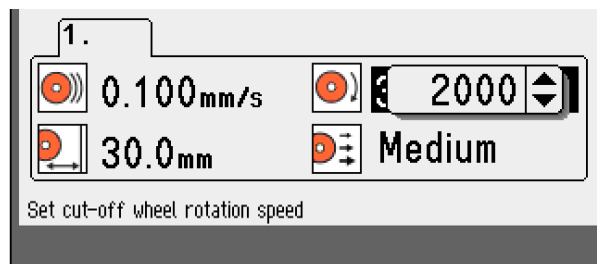 1.
0.100mm/s
2000
30.0mm
Medium
Set cut-off wheel rotation speed